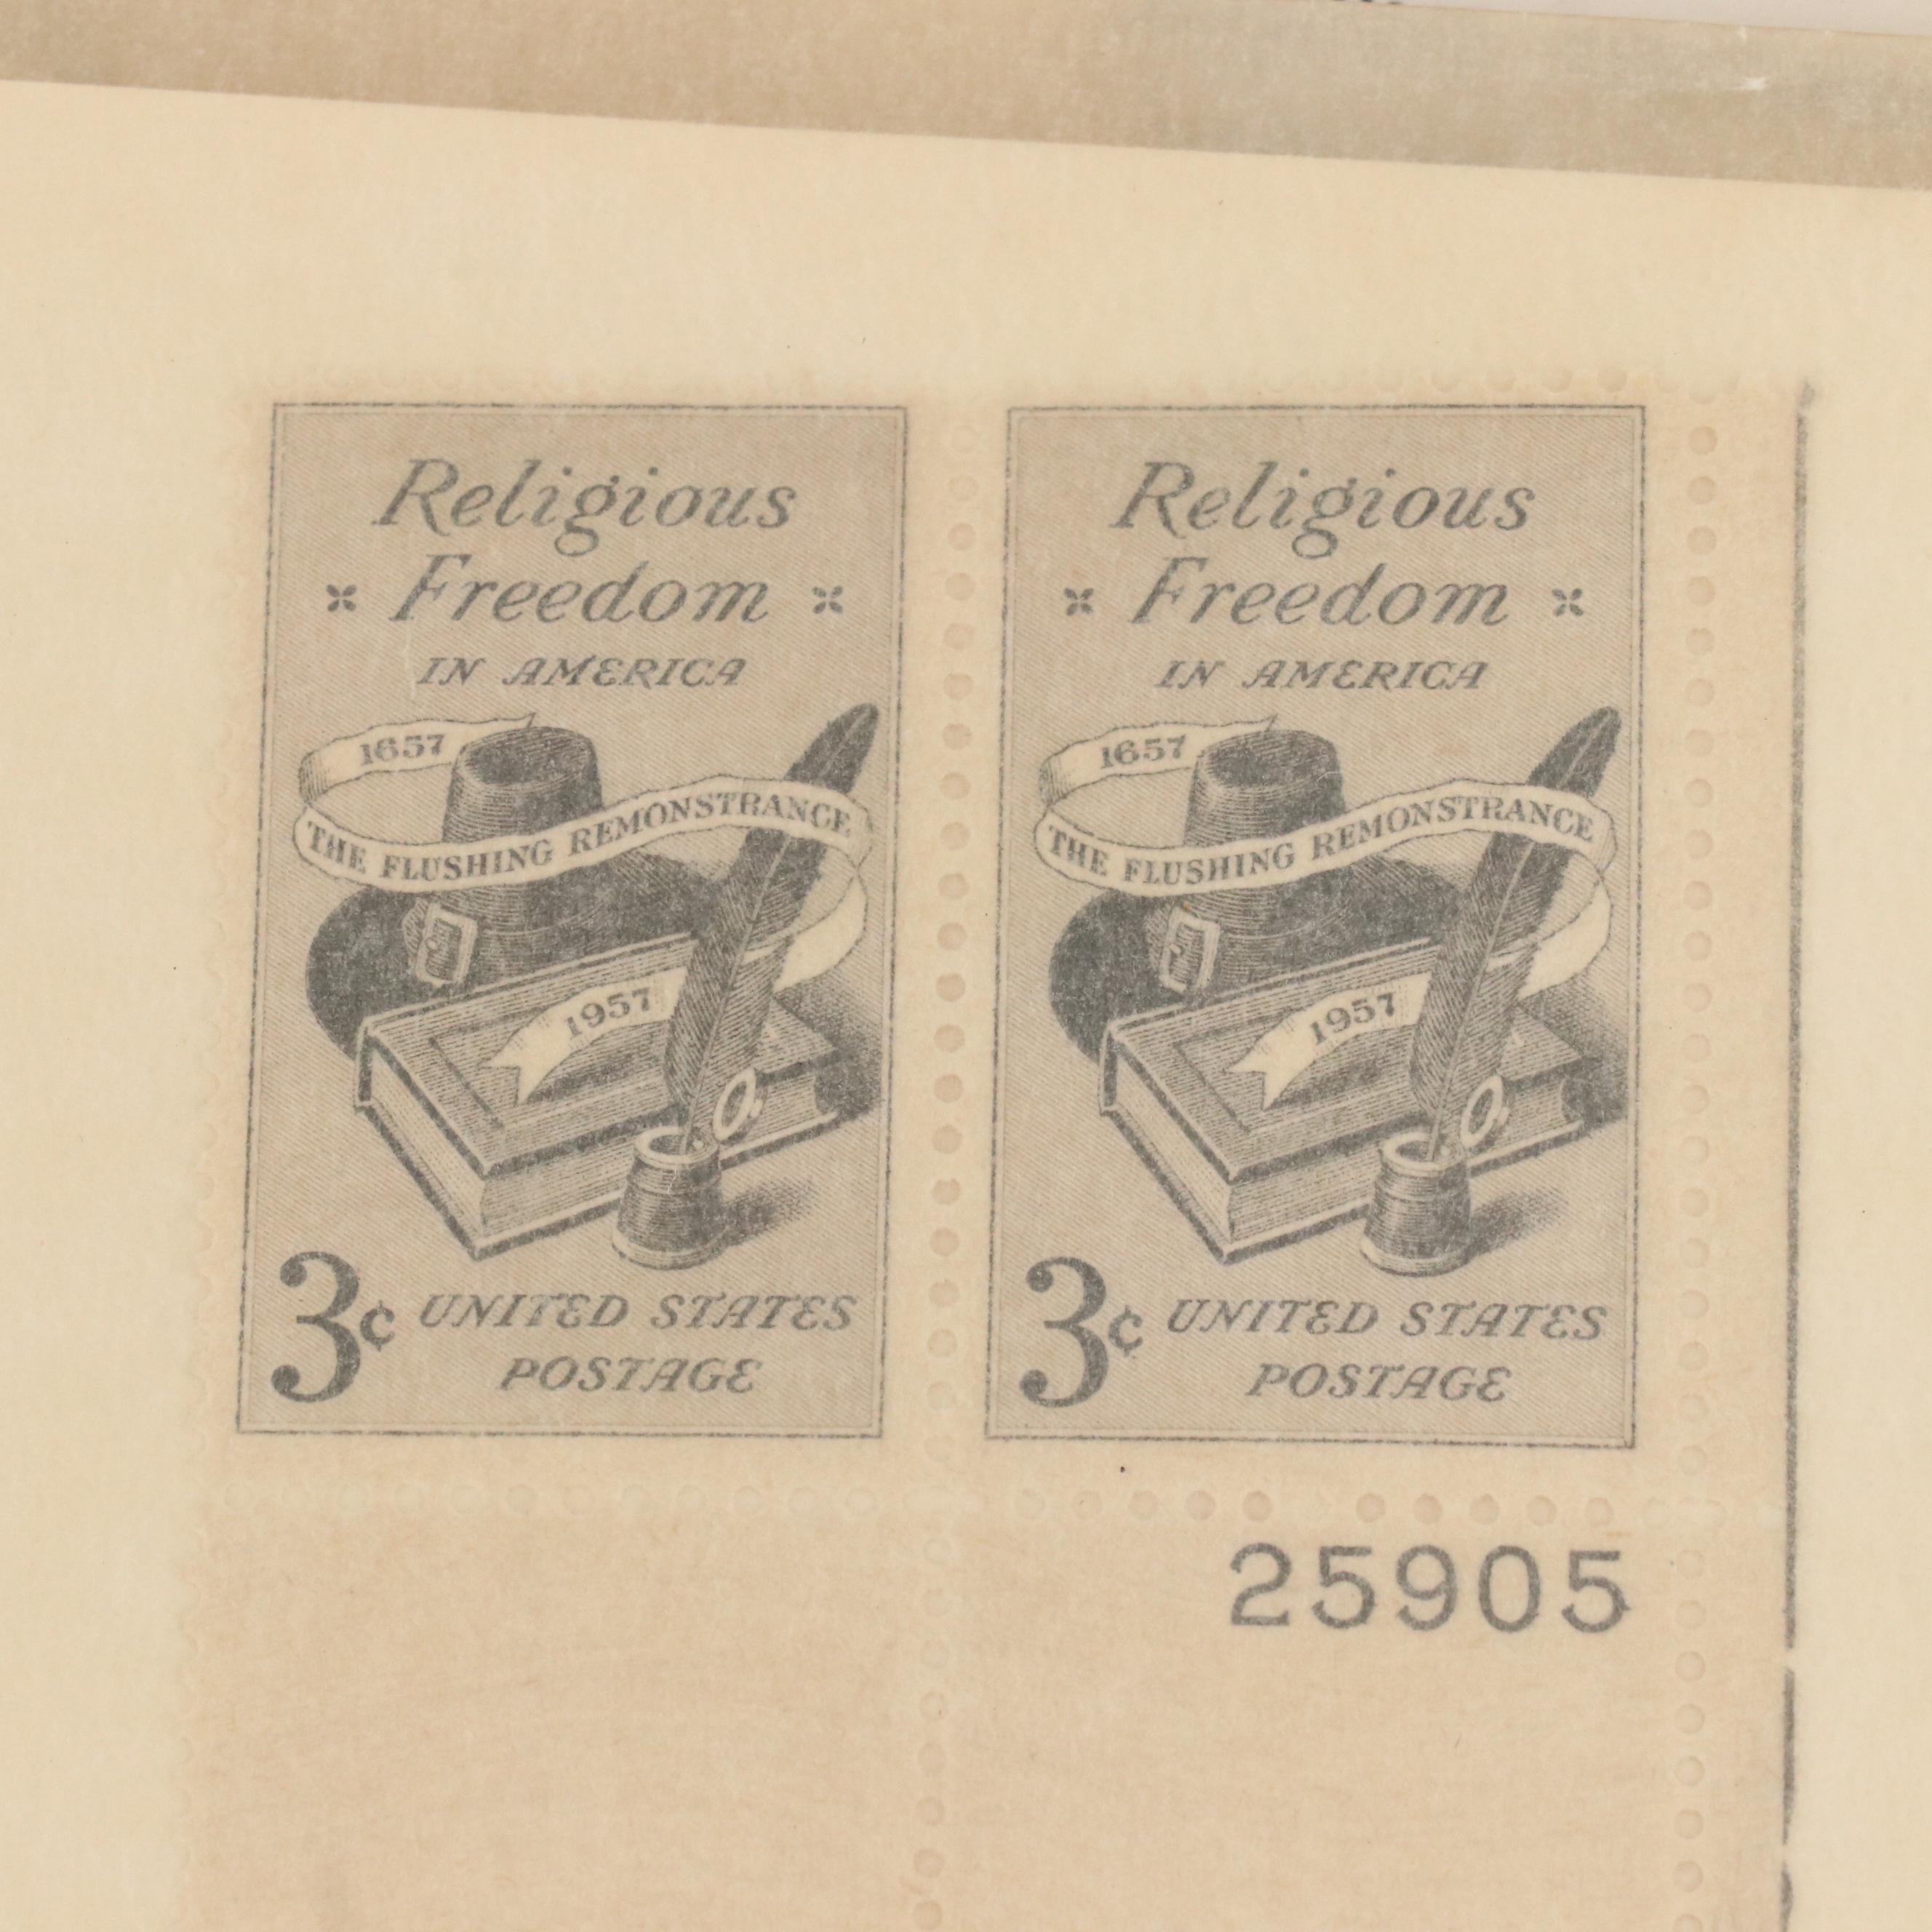 Religious
Freedom
IN AMERICA
1657
THE FLUSHING REMONSTRANCE
1957
3¢ UNITED STATES
POSTAGE
Religious
Freedom
IN AMERICA
1657
THE FLUSHING REMONSTRANCE
1957
3¢ UNITED STATES
POSTAGE
25905